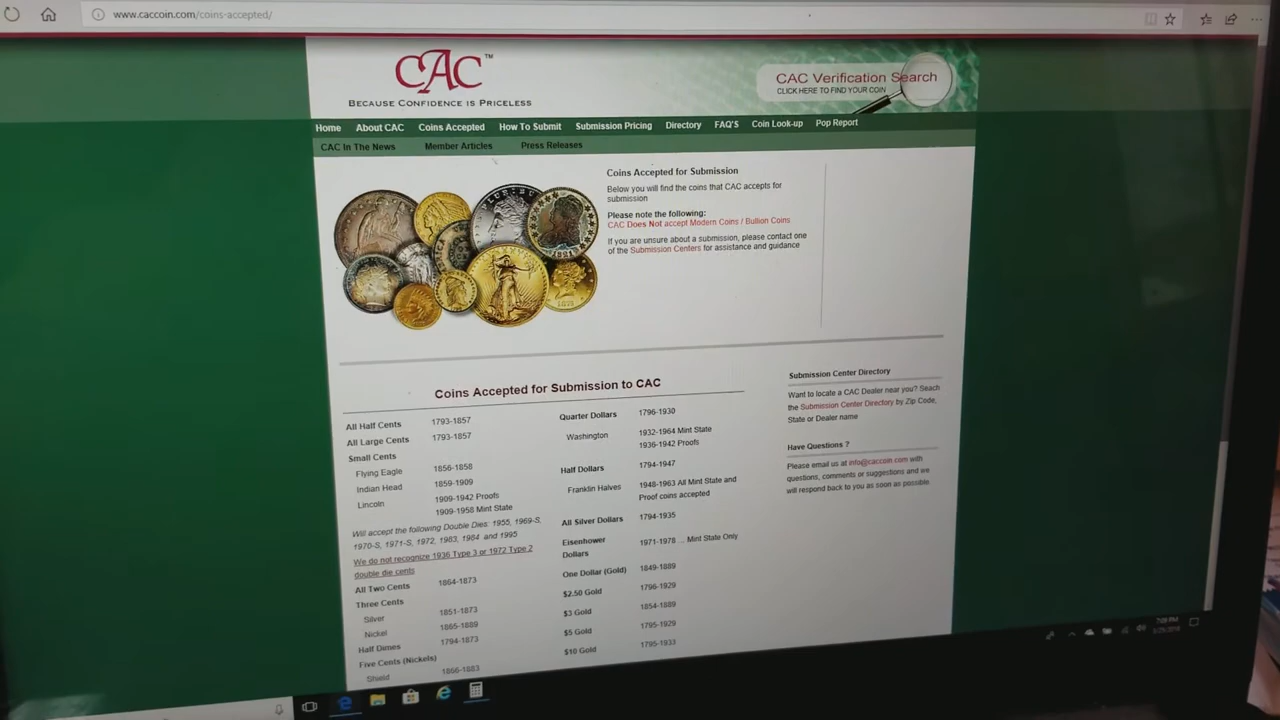 www.caccoin.com/coins-accepted/
CAC™
BECAUSE CONFIDENCE IS PRICELESS
CAC Verification Search
CLICK HERE TO FIND YOUR COIN
Home About CAC Coins Accepted How To Submit Submission Pricing Directory FAQ'S Coin Look-up Pop Report
CAC In The News Member Articles Press Releases
Coins Accepted for Submission
Below you will find the coins that CAC accepts for
submission
Please note the following:
CAC Does Not accept Modern Coins / Bullion Coins
If you are unsure about a submission, please contact one
of the Submission Centers for assistance and guidance
Coins Accepted for Submission to CAC
All Half Cents 1793-1857
All Large Cents 1793-1857
Small Cents
Flying Eagle 1856-1858
Indian Head 1859-1909
Lincoln 1909-1942 Proofs
1909-1958 Mint State
Will accept the following Double Dies: 1955, 1969-S,
1970-S, 1971-S, 1972, 1983, 1984 and 1995
We do not recognize 1936 Type 3 or 1972 Type 2
double die cents
All Two Cents 1864-1873
Three Cents
Silver 1851-1873
Nickel 1865-1889
Half Dimes 1794-1873
Five Cents (Nickels)
Shield 1866-1883
Quarter Dollars 1796-1930
Washington 1932-1964 Mint State
1936-1942 Proofs
Half Dollars 1794-1947
Franklin Halves 1948-1963 All Mint State and
Proof coins accepted
All Silver Dollars 1794-1935
Eisenhower
Dollars 1971-1978 ... Mint State Only
One Dollar (Gold) 1849-1889
$2.50 Gold 1796-1929
$3 Gold 1854-1889
$5 Gold 1795-1929
$10 Gold 1795-1933
Submission Center Directory
Want to locate a CAC Dealer near you? Seach
the Submission Center Directory by Zip Code,
State or Dealer name
Have Questions ?
Please email us at info@caccoin.com with
questions, comments or suggestions and we
will respond back to you as soon as possible
7:09 PM